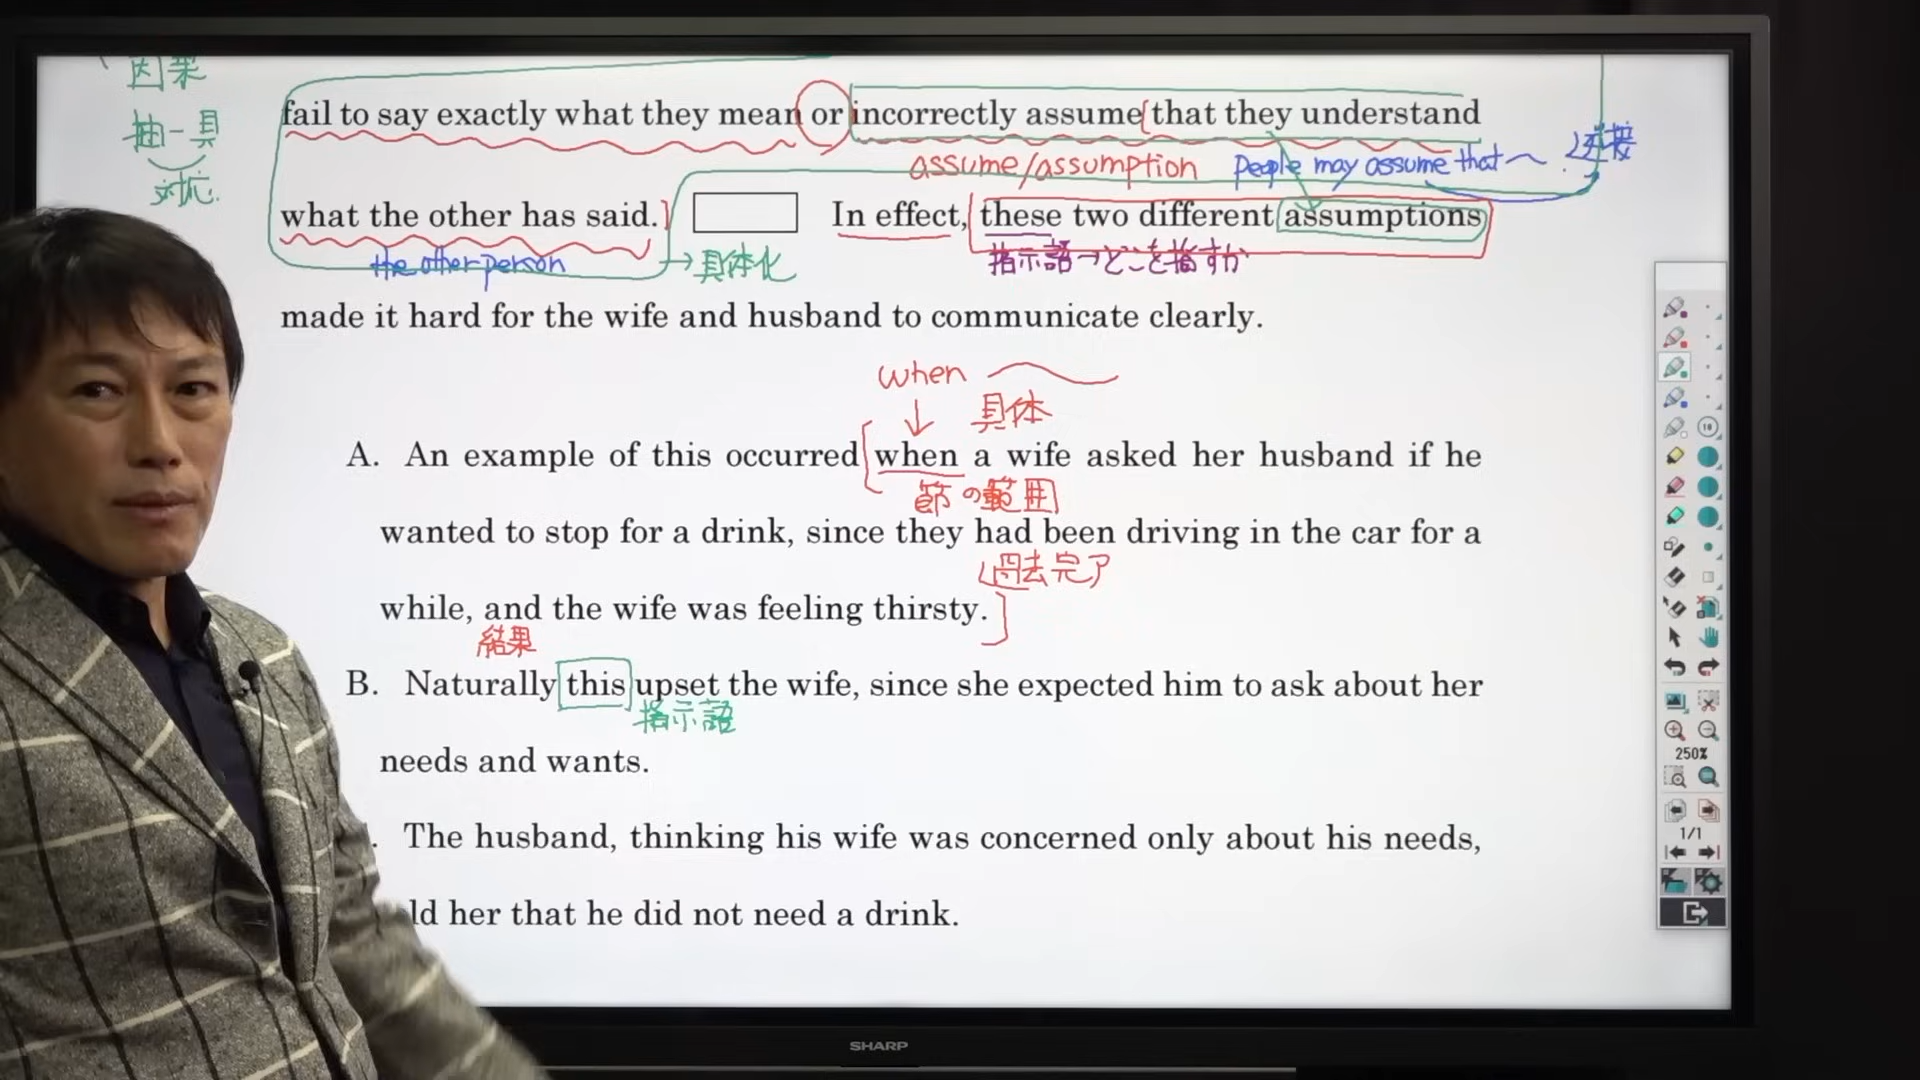 因果
抽一具
対応.
fail to say exactly what they mean or incorrectly assume that they understand
assume/assumption
People may assume that 〜
逆接
what the other has said.
In effect, these two different assumptions
the other person
→具体化
指示語→どこを指すか
made it hard for the wife and husband to communicate clearly.
when
具体
A. An example of this occurred when a wife asked her husband if he
節の範囲
wanted to stop for a drink, since they had been driving in the car for a
過去完了
while, and the wife was feeling thirsty.
結果
B. Naturally this upset the wife, since she expected him to ask about her
指示語
needs and wants.
. The husband, thinking his wife was concerned only about his needs,
ld her that he did not need a drink.
250%
1/1
SHARP